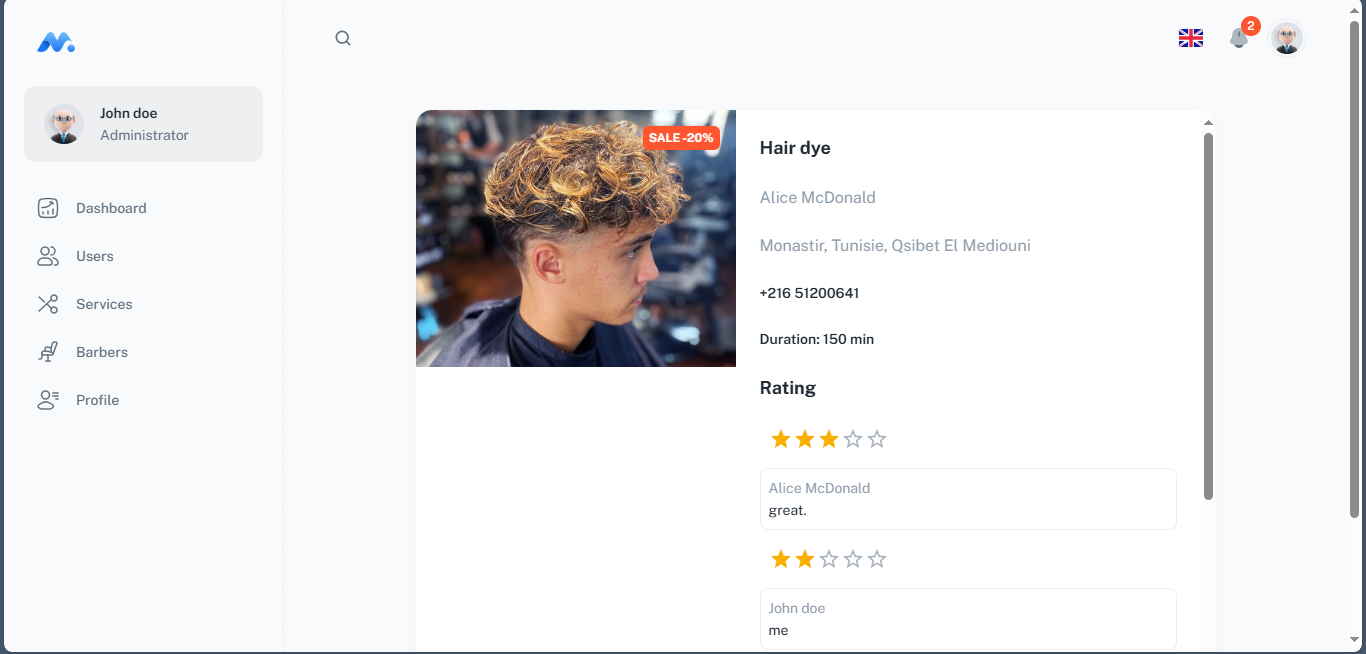 2
John doe
Administrator
Dashboard
Users
Services
Barbers
Profile
SALE -20%
Hair dye
Alice McDonald
Monastir, Tunisie, Qsibet El Mediouni
+216 51200641
Duration: 150 min
Rating
Alice McDonald
great.
John doe
me